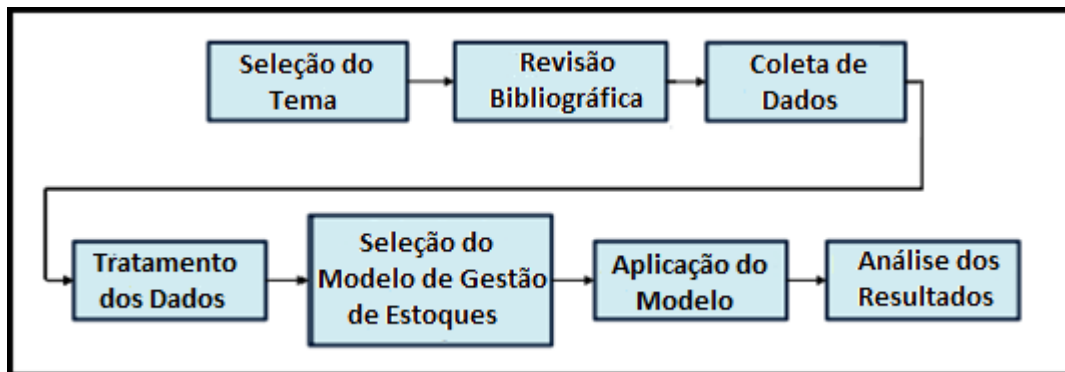 Seleção do
Tema
Revisão
Bibliográfica
Coleta de
Dados
Tratamento
dos Dados
Seleção do
Modelo de Gestão
de Estoques
Aplicação do
Modelo
Análise dos
Resultados